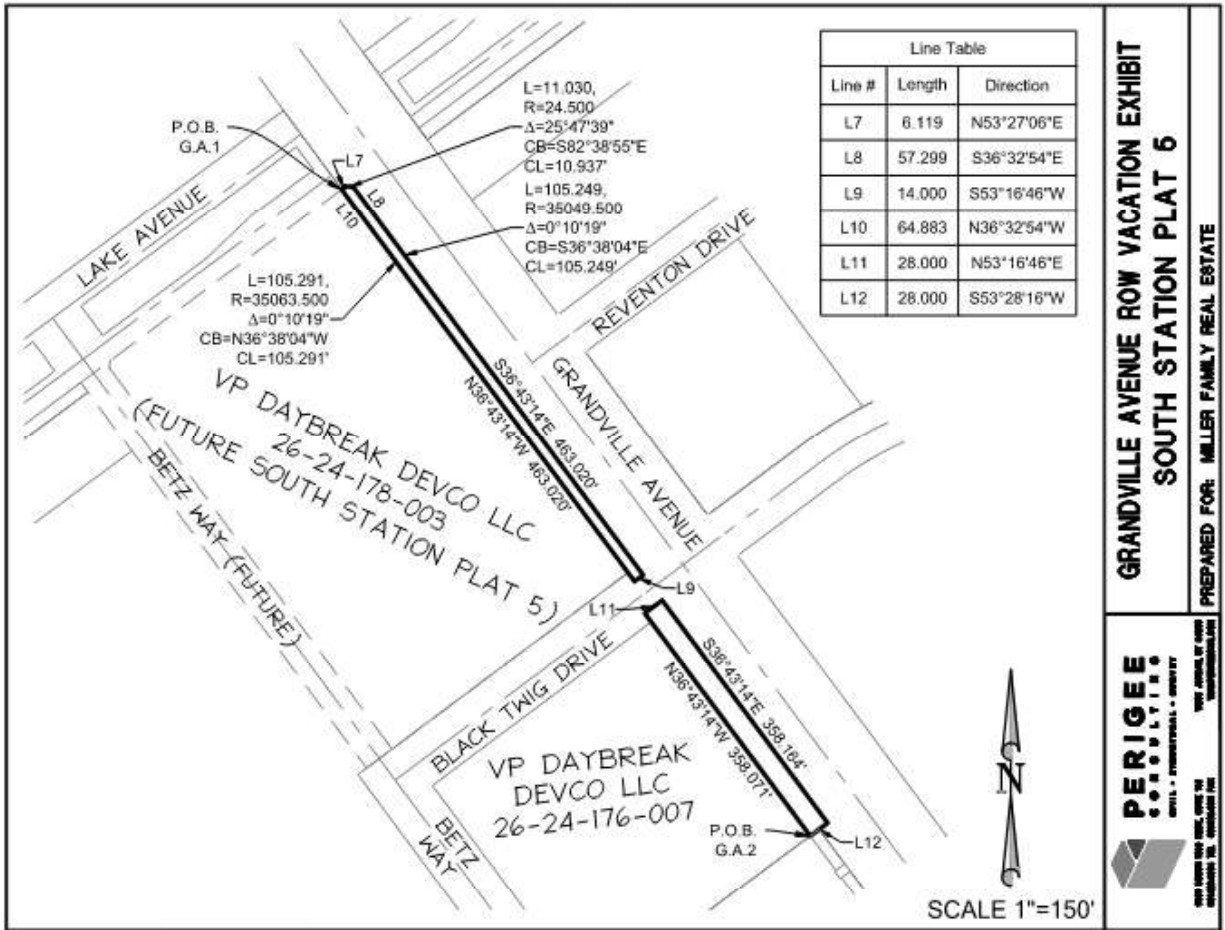 P.O.B.
G.A.1
L7
L8
L10
L=11.030,
R=24.500
Δ=25°47'39"
CB=S82°38'55"E
CL=10.937'
L=105.249,
R=35049.500
Δ=0°10'19"
CB=S36°38'04"E
CL=105.249'
L=105.291,
R=35063.500
Δ=0°10'19"
CB=N36°38'04"W
CL=105.291'
LAKE AVENUE
REVENTON DRIVE
GRANDVILLE AVENUE
S36°43'14"E 463.020'
N36°43'14"W 463.020'
VP DAYBREAK DEVCO LLC
26-24-178-003
(FUTURE SOUTH STATION PLAT 5)
BETZ WAY (FUTURE)
L9
L11
BLACK TWIG DRIVE
S36°43'14"E 358.164'
N36°43'14"W 358.071'
VP DAYBREAK
DEVCO LLC
26-24-176-007
BETZ
WAY
P.O.B.
G.A.2
L12
N
SCALE 1"=150'
Line Table
Line # Length Direction
L7 6.119 N53°27'06"E
L8 57.299 S36°32'54"E
L9 14.000 S53°16'46"W
L10 64.883 N36°32'54"W
L11 28.000 N53°16'46"E
L12 28.000 S53°28'16"W
GRANDVILLE AVENUE ROW VACATION EXHIBIT
SOUTH STATION PLAT 5
PREPARED FOR: MILLER FAMILY REAL ESTATE
PERIGEE
CONSULTING
CIVIL • STRUCTURAL • SURVEY